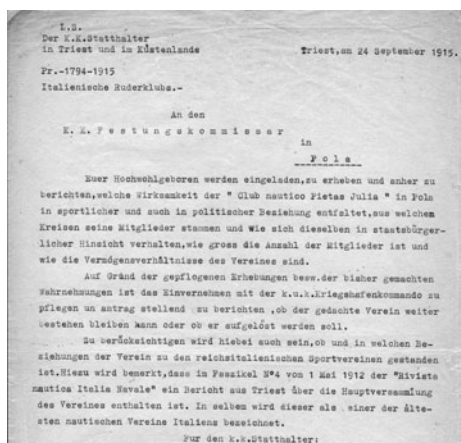 L.S.
Der K.K.Statthalter
in Triest und im Küstenlande
Triest,am 24 September 1915.
Pr.-1794-1915
Italienische Ruderklubs.-
An den
K. K. F e s t u n g s k o m m i s s a r
in
P o l a
Euer Hochwohlgeboren werden eingeladen,zu erheben und anher zu
berichten,welche Wirksamkeit der " Club nautico Pietas Julia " in Pola
in sportlicher und auch in politischer Beziehung entfaltet,aus welchem
Kreisen seine Mitglieder stammen und wie sich dieselben in staatsbürger-
licher Hinsicht verhalten,wie gross die Anzahl der Mitglieder ist und
wie die Vermögensverhältnisse des Vereines sind.
Auf Grund der gepflogenen Erhebungen besw.der bisher gemachten
Wahrnehmungen ist das Einvernehmen mit der k.u.k.Kriegshafenkommando zu
pflegen un antrag stellend zu berichten ,ob der gedachte Verein weiter
bestehen bleiben kann oder ob er aufgelöst werden soll.
Zu berücksichtigen wird hiebei auch sein,ob und in welchen Be-
ziehungen der Verein zu den reichsitalienischen Sportvereinen gestanden
ist.Hiezu wird bemerkt,dass im Faszikel N°4 vom 1 Mai 1912 der "Rivista
nautica Italia Navale" ein Bericht aus Triest über die Hauptversammlung
des Vereines enthalten ist. In selbem wird dieser als einer der älte-
sten nautischen Vereine Italiens bezeichnet.
Fur den k.k.Statthalter: